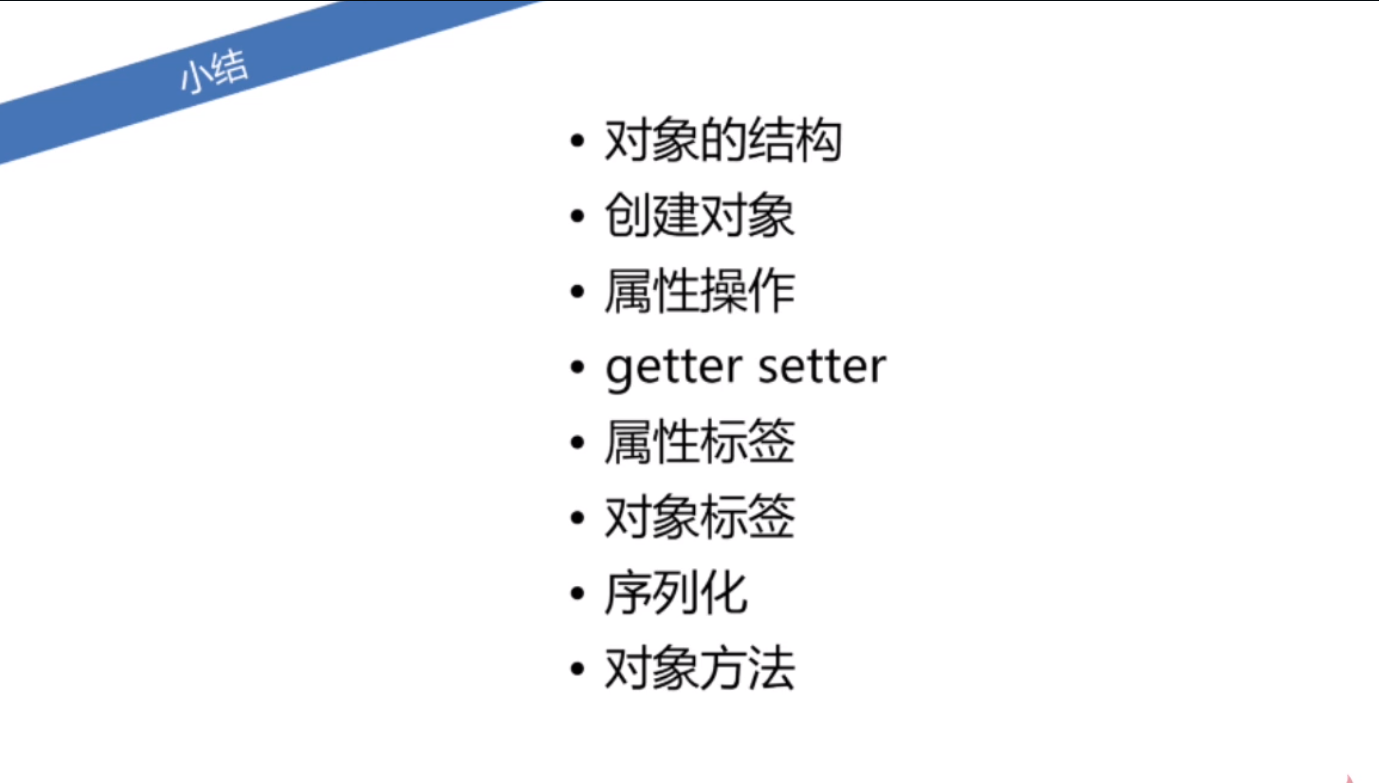 小结
• 对象的结构
• 创建对象
• 属性操作
• getter setter
• 属性标签
• 对象标签
• 序列化
• 对象方法